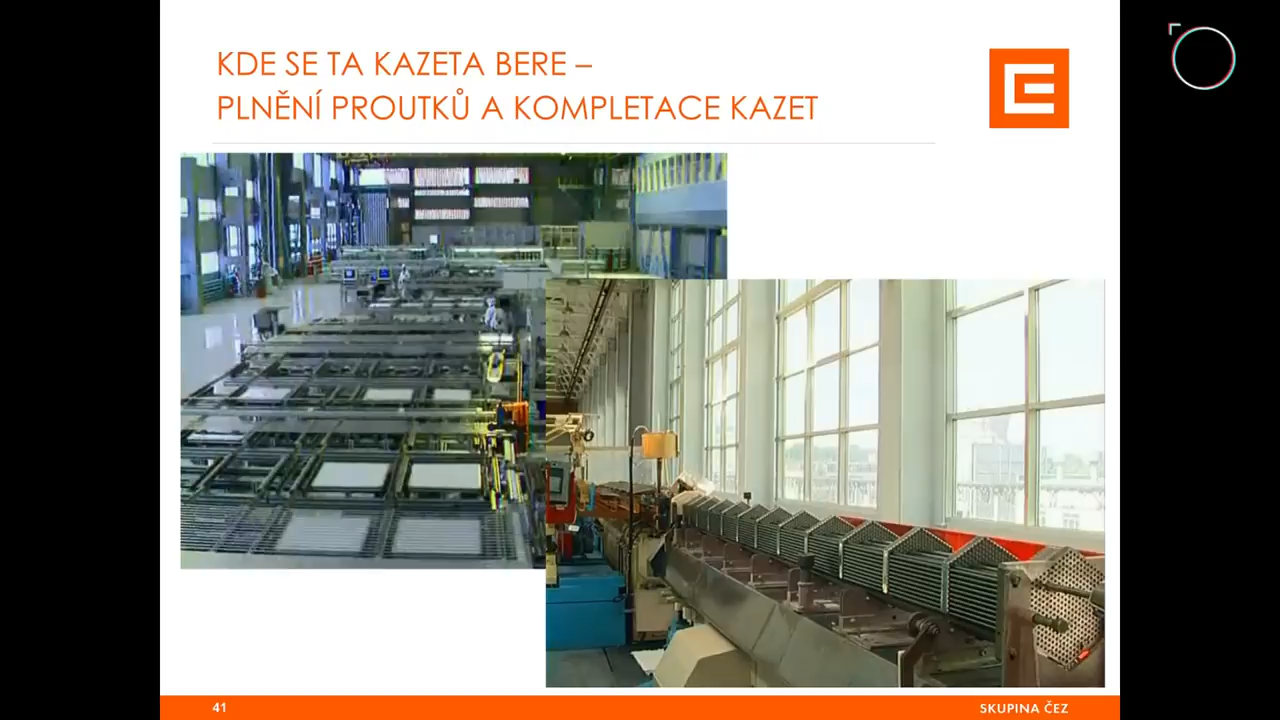 KDE SE TA KAZETA BERE –
PLNĚNÍ PROUTKŮ A KOMPLETACE KAZET
41
SKUPINA ČEZ